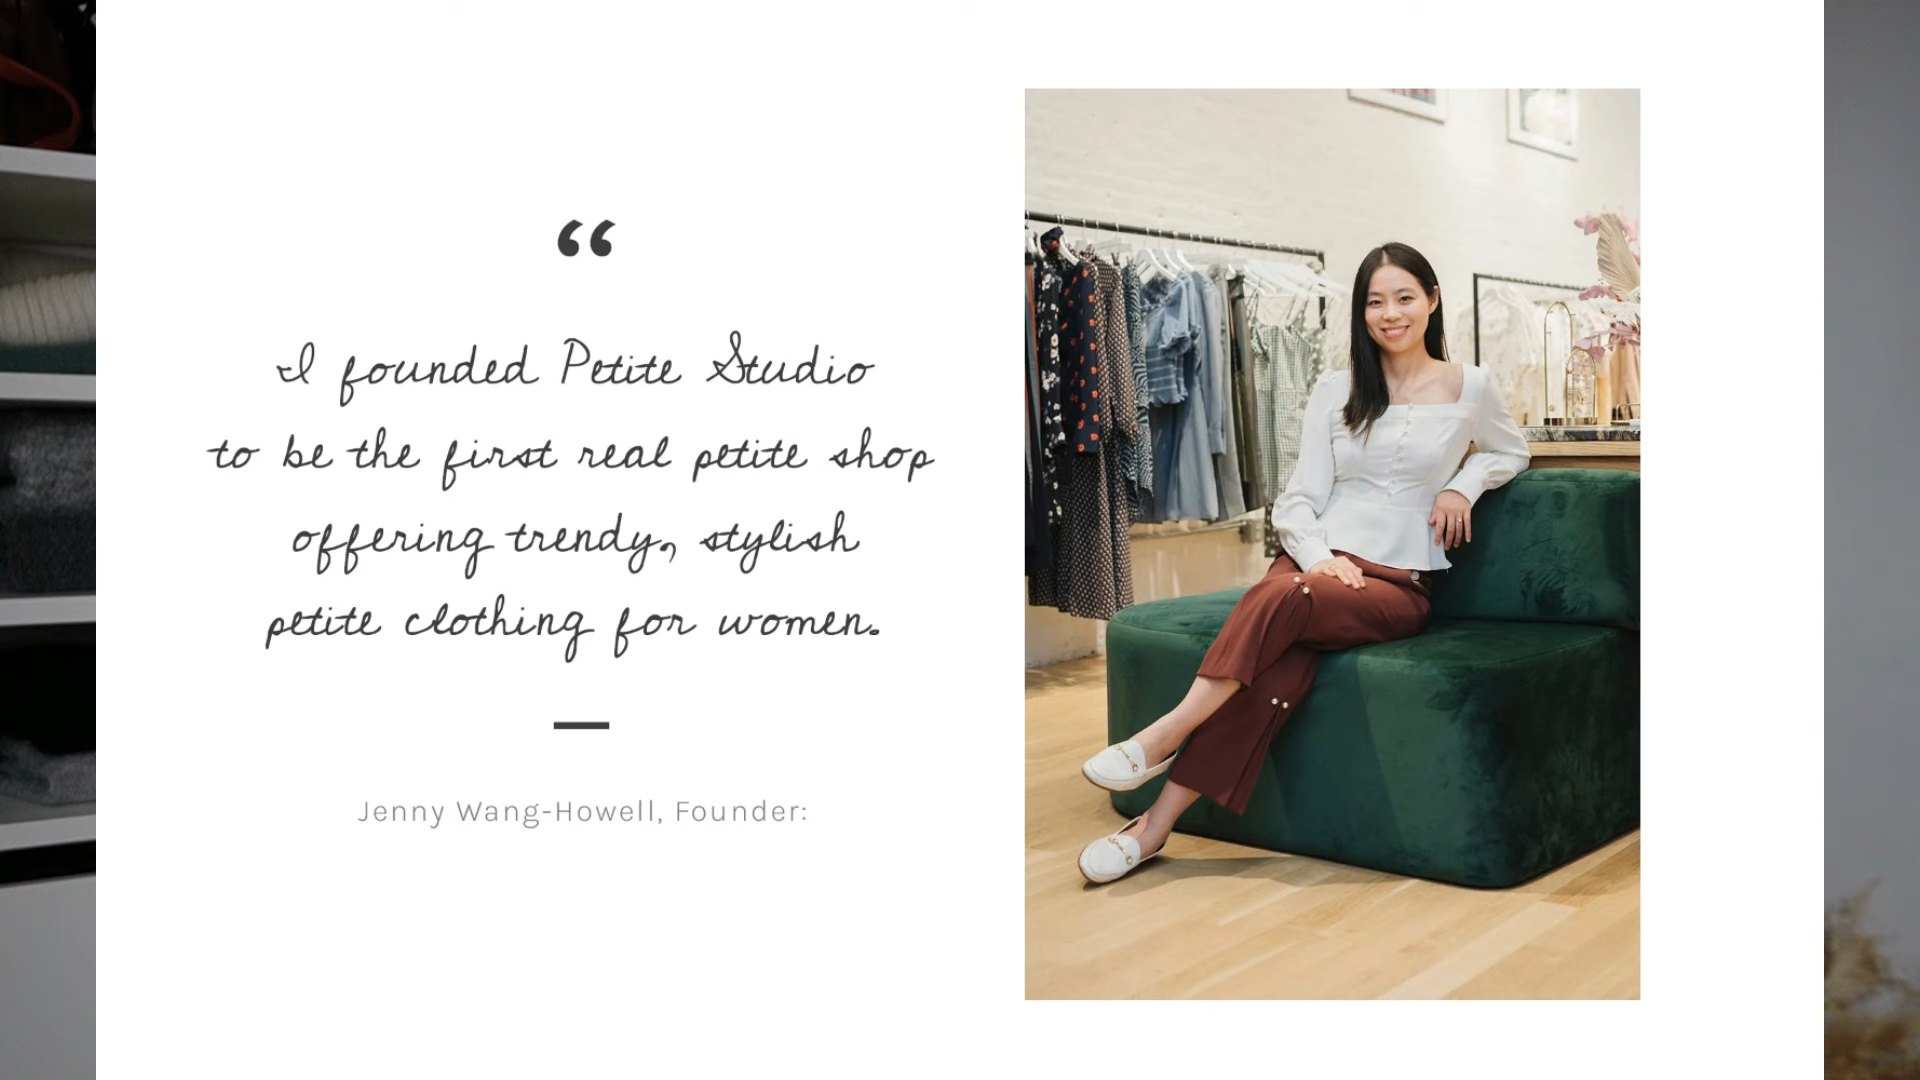 “
I founded Petite Studio
to be the first real petite shop
offering trendy, stylish
petite clothing for women.
Jenny Wang-Howell, Founder: